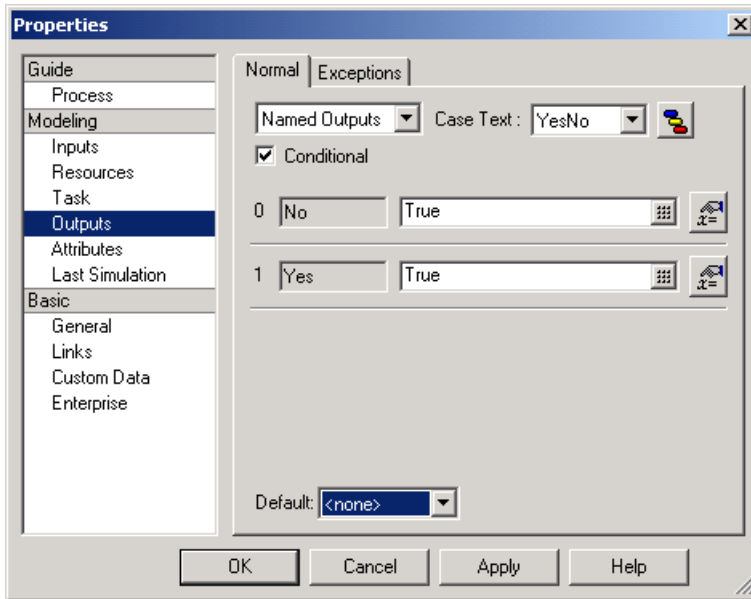 Properties
Guide
Process
Modeling
Inputs
Resources
Task
Outputs
Attributes
Last Simulation
Basic
General
Links
Custom Data
Enterprise
Normal Exceptions
Named Outputs Case Text : YesNo
Conditional
0 No True x=
1 Yes True x=
Default: <none>
OK Cancel Apply Help